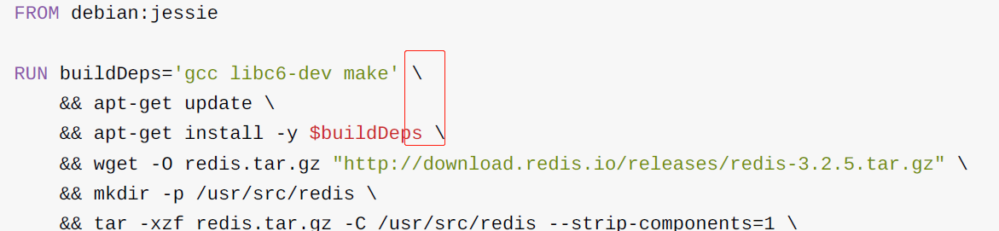 FROM debian:jessie
RUN buildDeps='gcc libc6-dev make' \
&& apt-get update \
&& apt-get install -y $buildDeps \
&& wget -O redis.tar.gz "http://download.redis.io/releases/redis-3.2.5.tar.gz" \
&& mkdir -p /usr/src/redis \
&& tar -xzf redis.tar.gz -C /usr/src/redis --strip-components=1 \